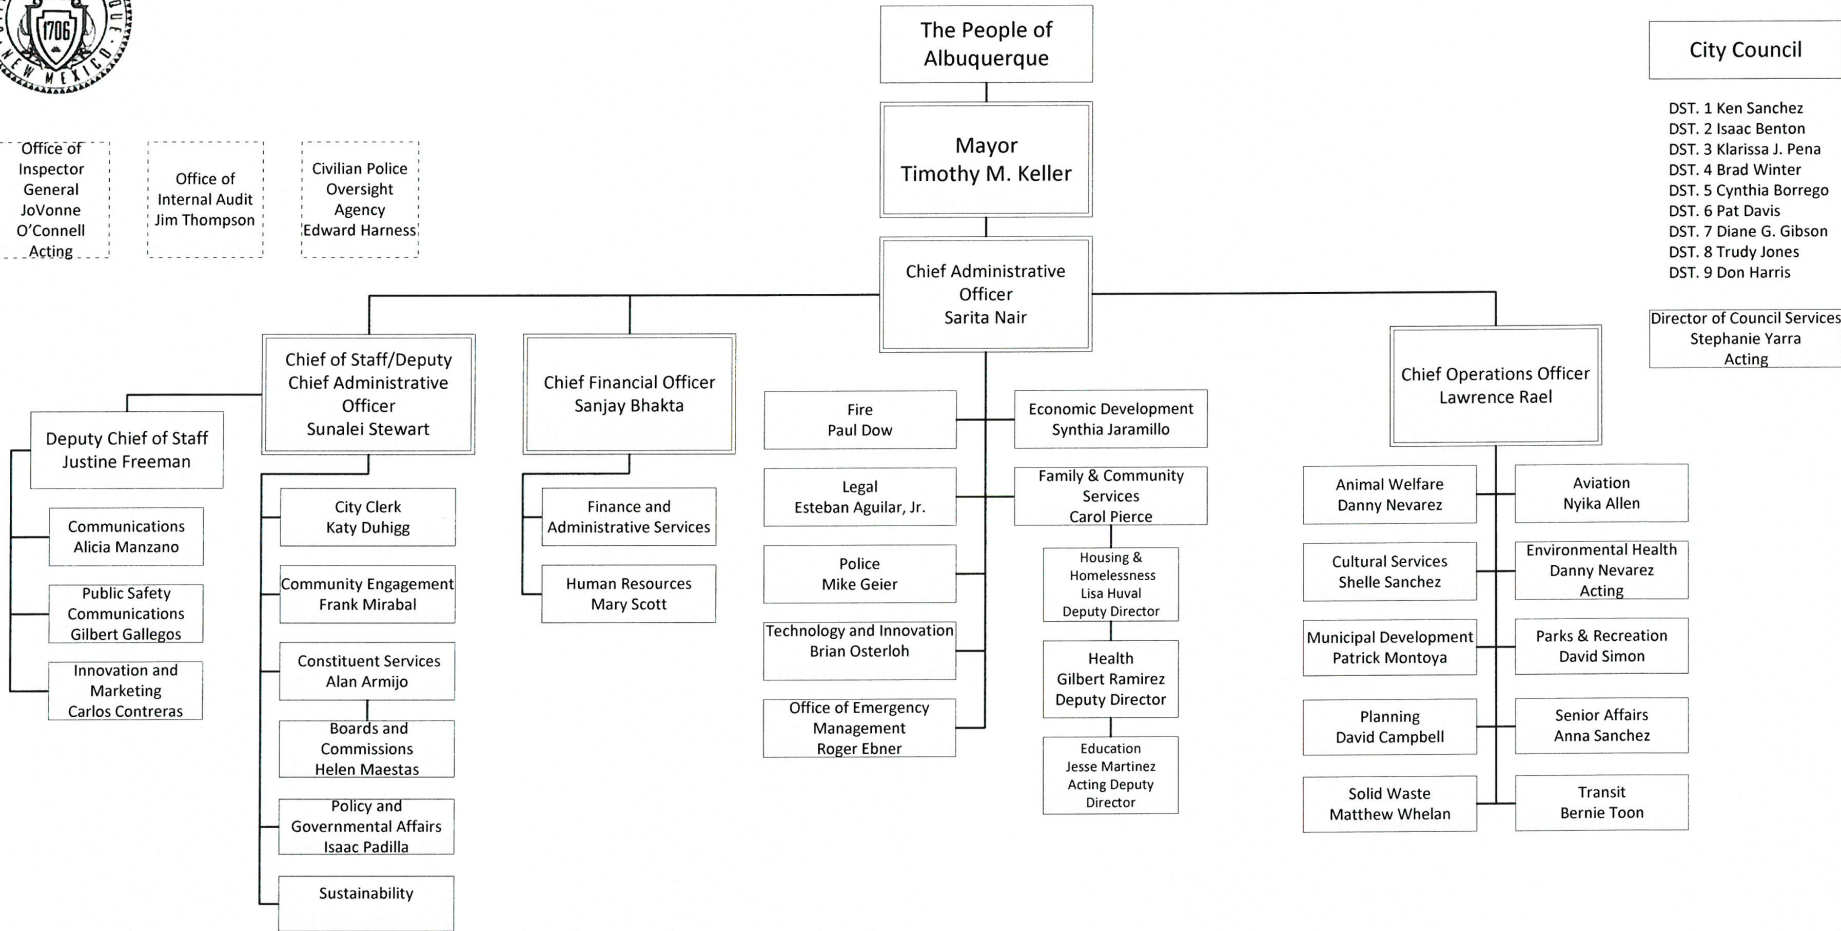 1706
NEW MEXICO
The People of
Albuquerque
City Council
Mayor
Timothy M. Keller
DST. 1 Ken Sanchez
DST. 2 Isaac Benton
DST. 3 Klarissa J. Pena
DST. 4 Brad Winter
DST. 5 Cynthia Borrego
DST. 6 Pat Davis
DST. 7 Diane G. Gibson
DST. 8 Trudy Jones
DST. 9 Don Harris
Office of
Inspector
General
JoVonne
O'Connell
Acting
Office of
Internal Audit
Jim Thompson
Civilian Police
Oversight
Agency
Edward Harness
Chief Administrative
Officer
Sarita Nair
Director of Council Services
Stephanie Yarra
Acting
Chief of Staff/Deputy
Chief Administrative
Officer
Sunalei Stewart
Chief Financial Officer
Sanjay Bhakta
Chief Operations Officer
Lawrence Rael
Deputy Chief of Staff
Justine Freeman
Communications
Alicia Manzano
Public Safety
Communications
Gilbert Gallegos
Innovation and
Marketing
Carlos Contreras
City Clerk
Katy Duhigg
Community Engagement
Frank Mirabal
Constituent Services
Alan Armijo
Boards and
Commissions
Helen Maestas
Policy and
Governmental Affairs
Isaac Padilla
Sustainability
Finance and
Administrative Services
Human Resources
Mary Scott
Fire
Paul Dow
Legal
Esteban Aguilar, Jr.
Police
Mike Geier
Technology and Innovation
Brian Osterloh
Office of Emergency
Management
Roger Ebner
Economic Development
Synthia Jaramillo
Family & Community
Services
Carol Pierce
Housing &
Homelessness
Lisa Huval
Deputy Director
Health
Gilbert Ramirez
Deputy Director
Education
Jesse Martinez
Acting Deputy
Director
Animal Welfare
Danny Nevarez
Cultural Services
Shelle Sanchez
Municipal Development
Patrick Montoya
Planning
David Campbell
Solid Waste
Matthew Whelan
Aviation
Nyika Allen
Environmental Health
Danny Nevarez
Acting
Parks & Recreation
David Simon
Senior Affairs
Anna Sanchez
Transit
Bernie Toon